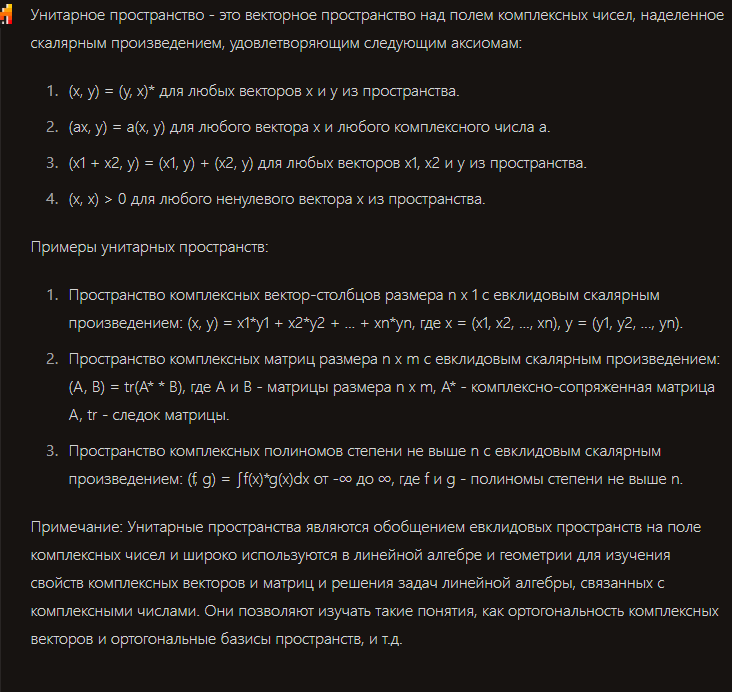 Унитарное пространство - это векторное пространство над полем комплексных чисел, наделенное
скалярным произведением, удовлетворяющим следующим аксиомам:
1. (x, y) = (y, x)* для любых векторов x и y из пространства.
2. (ax, y) = a(x, y) для любого вектора x и любого комплексного числа a.
3. (x1 + x2, y) = (x1, y) + (x2, y) для любых векторов x1, x2 и y из пространства.
4. (x, x) > 0 для любого ненулевого вектора x из пространства.
Примеры унитарных пространств:
1. Пространство комплексных вектор-столбцов размера n x 1 с евклидовым скалярным
произведением: (x, y) = x1*y1 + x2*y2 + ... + xn*yn, где x = (x1, x2, ..., xn), y = (y1, y2, ..., yn).
2. Пространство комплексных матриц размера n x m с евклидовым скалярным произведением:
(A, B) = tr(A* * B), где A и B - матрицы размера n x m, A* - комплексно-сопряженная матрица
A, tr - следок матрицы.
3. Пространство комплексных полиномов степени не выше n с евклидовым скалярным
произведением: (f, g) = ∫f(x)*g(x)dx от -∞ до ∞, где f и g - полиномы степени не выше n.
Примечание: Унитарные пространства являются обобщением евклидовых пространств на поле
комплексных чисел и широко используются в линейной алгебре и геометрии для изучения
свойств комплексных векторов и матриц и решения задач линейной алгебры, связанных с
комплексными числами. Они позволяют изучать такие понятия, как ортогональность комплексных
векторов и ортогональные базисы пространств, и т.д.